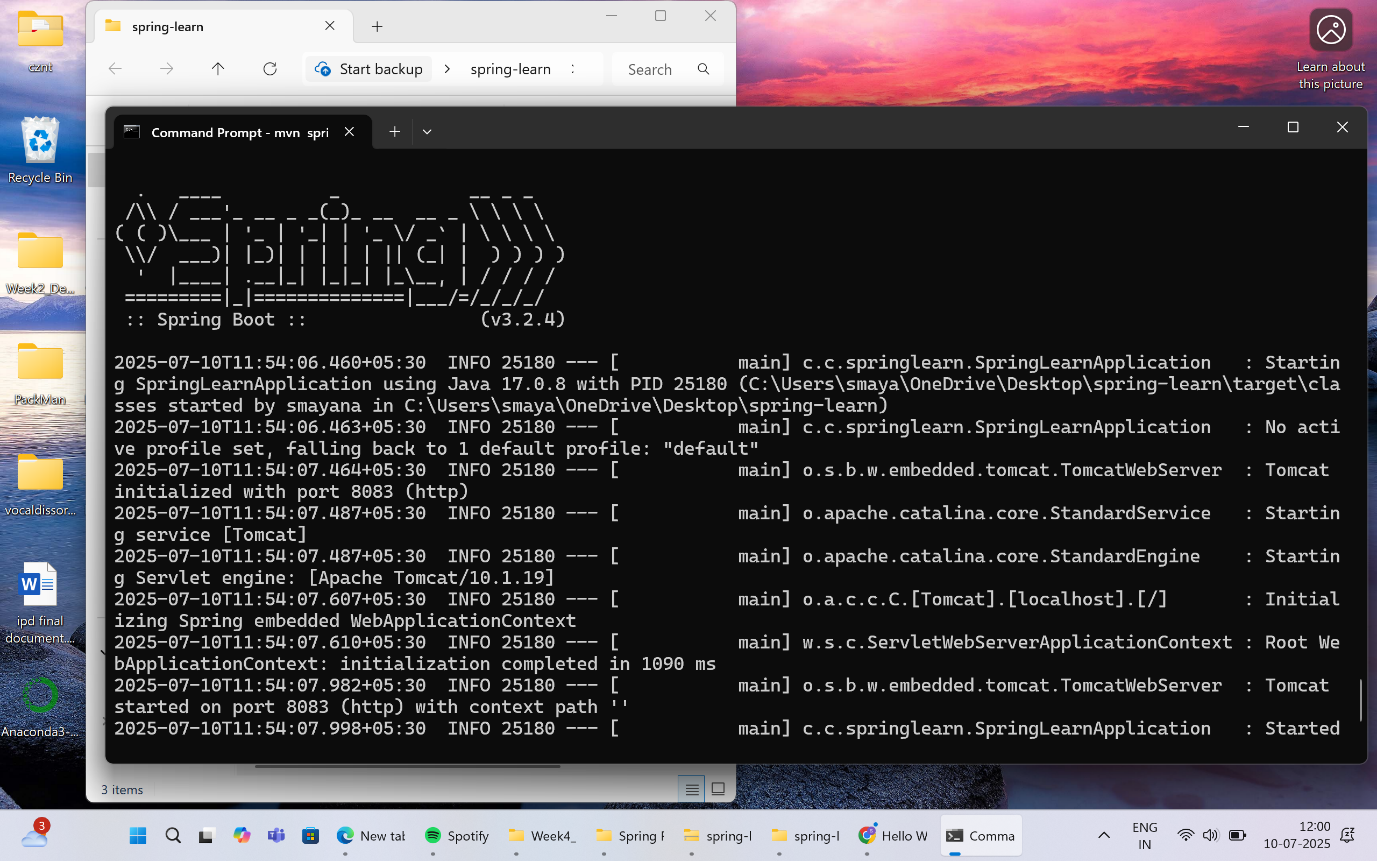 spring-learn
Start backup
spring-learn
Search
Learn about
this picture
cznt
Recycle Bin
Week2_De...
PackMan
vocaldissor...
ipd final
document....
Anaconda3-...
Command Prompt - mvn spri
:: Spring Boot :: (v3.2.4)
2025-07-10T11:54:06.460+05:30  INFO 25180 --- [           main] c.c.springlearn.SpringLearnApplication   : Startin
g SpringLearnApplication using Java 17.0.8 with PID 25180 (C:\Users\smaya\OneDrive\Desktop\spring-learn\target\cla
sses started by smayana in C:\Users\smaya\OneDrive\Desktop\spring-learn)
2025-07-10T11:54:06.463+05:30  INFO 25180 --- [           main] c.c.springlearn.SpringLearnApplication   : No acti
ve profile set, falling back to 1 default profile: "default"
2025-07-10T11:54:07.464+05:30  INFO 25180 --- [           main] o.s.b.w.embedded.tomcat.TomcatWebServer  : Tomcat
initialized with port 8083 (http)
2025-07-10T11:54:07.487+05:30  INFO 25180 --- [           main] o.apache.catalina.core.StandardService   : Startin
g service [Tomcat]
2025-07-10T11:54:07.487+05:30  INFO 25180 --- [           main] o.apache.catalina.core.StandardEngine    : Startin
g Servlet engine: [Apache Tomcat/10.1.19]
2025-07-10T11:54:07.607+05:30  INFO 25180 --- [           main] o.a.c.c.C.[Tomcat].[localhost].[/]       : Initial
izing Spring embedded WebApplicationContext
2025-07-10T11:54:07.610+05:30  INFO 25180 --- [           main] w.s.c.ServletWebServerApplicationContext : Root We
bApplicationContext: initialization completed in 1090 ms
2025-07-10T11:54:07.982+05:30  INFO 25180 --- [           main] o.s.b.w.embedded.tomcat.TomcatWebServer  : Tomcat
started on port 8083 (http) with context path ''
2025-07-10T11:54:07.998+05:30  INFO 25180 --- [           main] c.c.springlearn.SpringLearnApplication   : Started
3 items
3
New tab
Spotify
Week4_
Spring F
spring-l
spring-l
Hello W
Comma
ENG
IN
12:00
10-07-2025